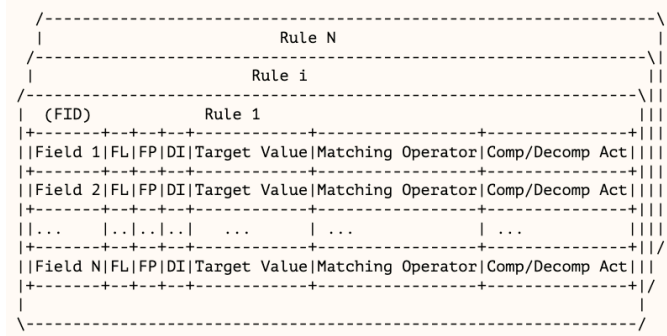 Rule N
Rule i
(FID) Rule 1
Field 1|FL|FP|DI|Target Value|Matching Operator|Comp/Decomp Act
Field 2|FL|FP|DI|Target Value|Matching Operator|Comp/Decomp Act
... |..|..|..| ... | ... | ...
Field N|FL|FP|DI|Target Value|Matching Operator|Comp/Decomp Act